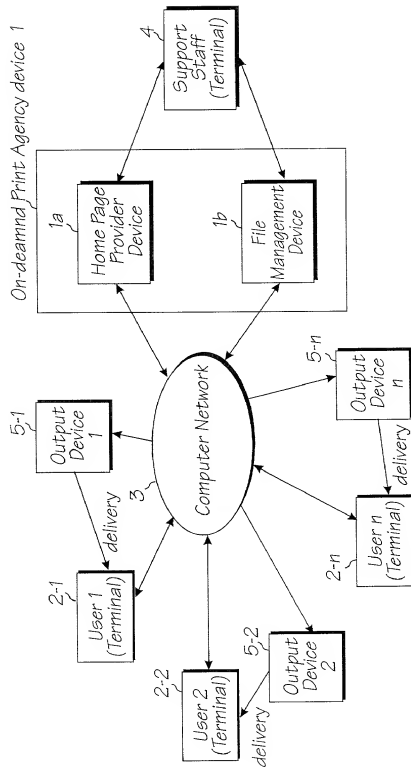 On-deamnd Print Agency device 1
4
Support
Staff
(Terminal)
1a
Home Page
Provider
Device
1b
File
Management
Device
5-1
Output
Device
1
delivery
3
Computer Network
2-1
User 1
(Terminal)
2-2
User 2
(Terminal)
delivery
5-2
Output
Device
2
5-n
Output
Device
n
delivery
2-n
User n
(Terminal)